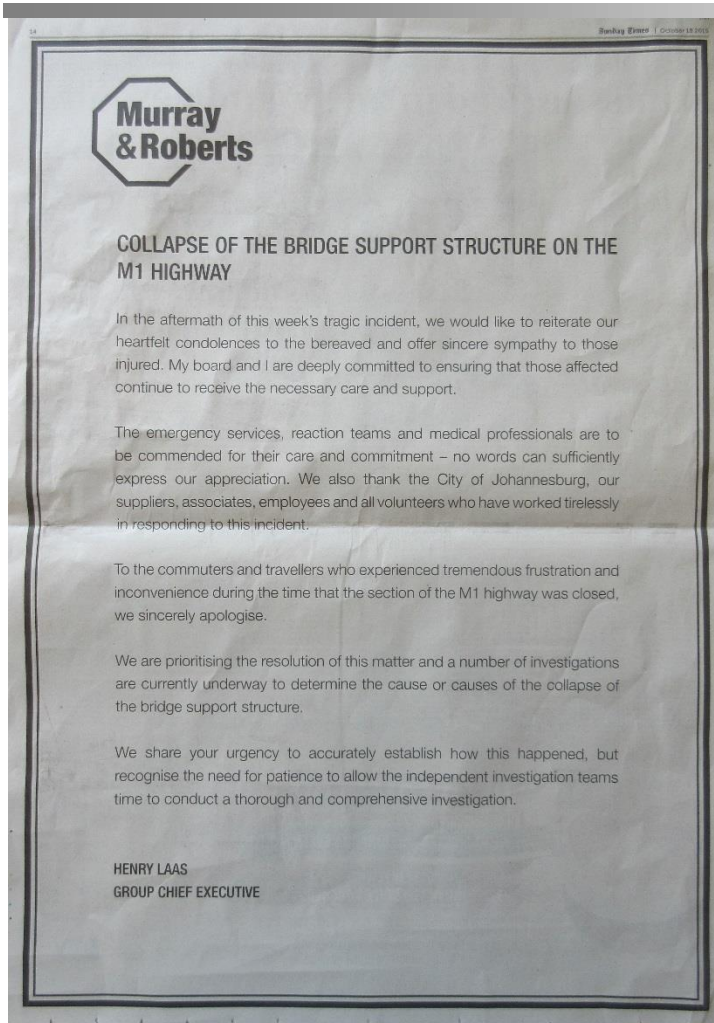 14
Sunday Times | October 18 2015
Murray
&Roberts
COLLAPSE OF THE BRIDGE SUPPORT STRUCTURE ON THE
M1 HIGHWAY
In the aftermath of this week's tragic incident, we would like to reiterate our
heartfelt condolences to the bereaved and offer sincere sympathy to those
injured. My board and I are deeply committed to ensuring that those affected
continue to receive the necessary care and support.
The emergency services, reaction teams and medical professionals are to
be commended for their care and commitment – no words can sufficiently
express our appreciation. We also thank the City of Johannesburg, our
suppliers, associates, employees and all volunteers who have worked tirelessly
in responding to this incident.
To the commuters and travellers who experienced tremendous frustration and
inconvenience during the time that the section of the M1 highway was closed,
we sincerely apologise.
We are prioritising the resolution of this matter and a number of investigations
are currently underway to determine the cause or causes of the collapse of
the bridge support structure.
We share your urgency to accurately establish how this happened, but
recognise the need for patience to allow the independent investigation teams
time to conduct a thorough and comprehensive investigation.
HENRY LAAS
GROUP CHIEF EXECUTIVE